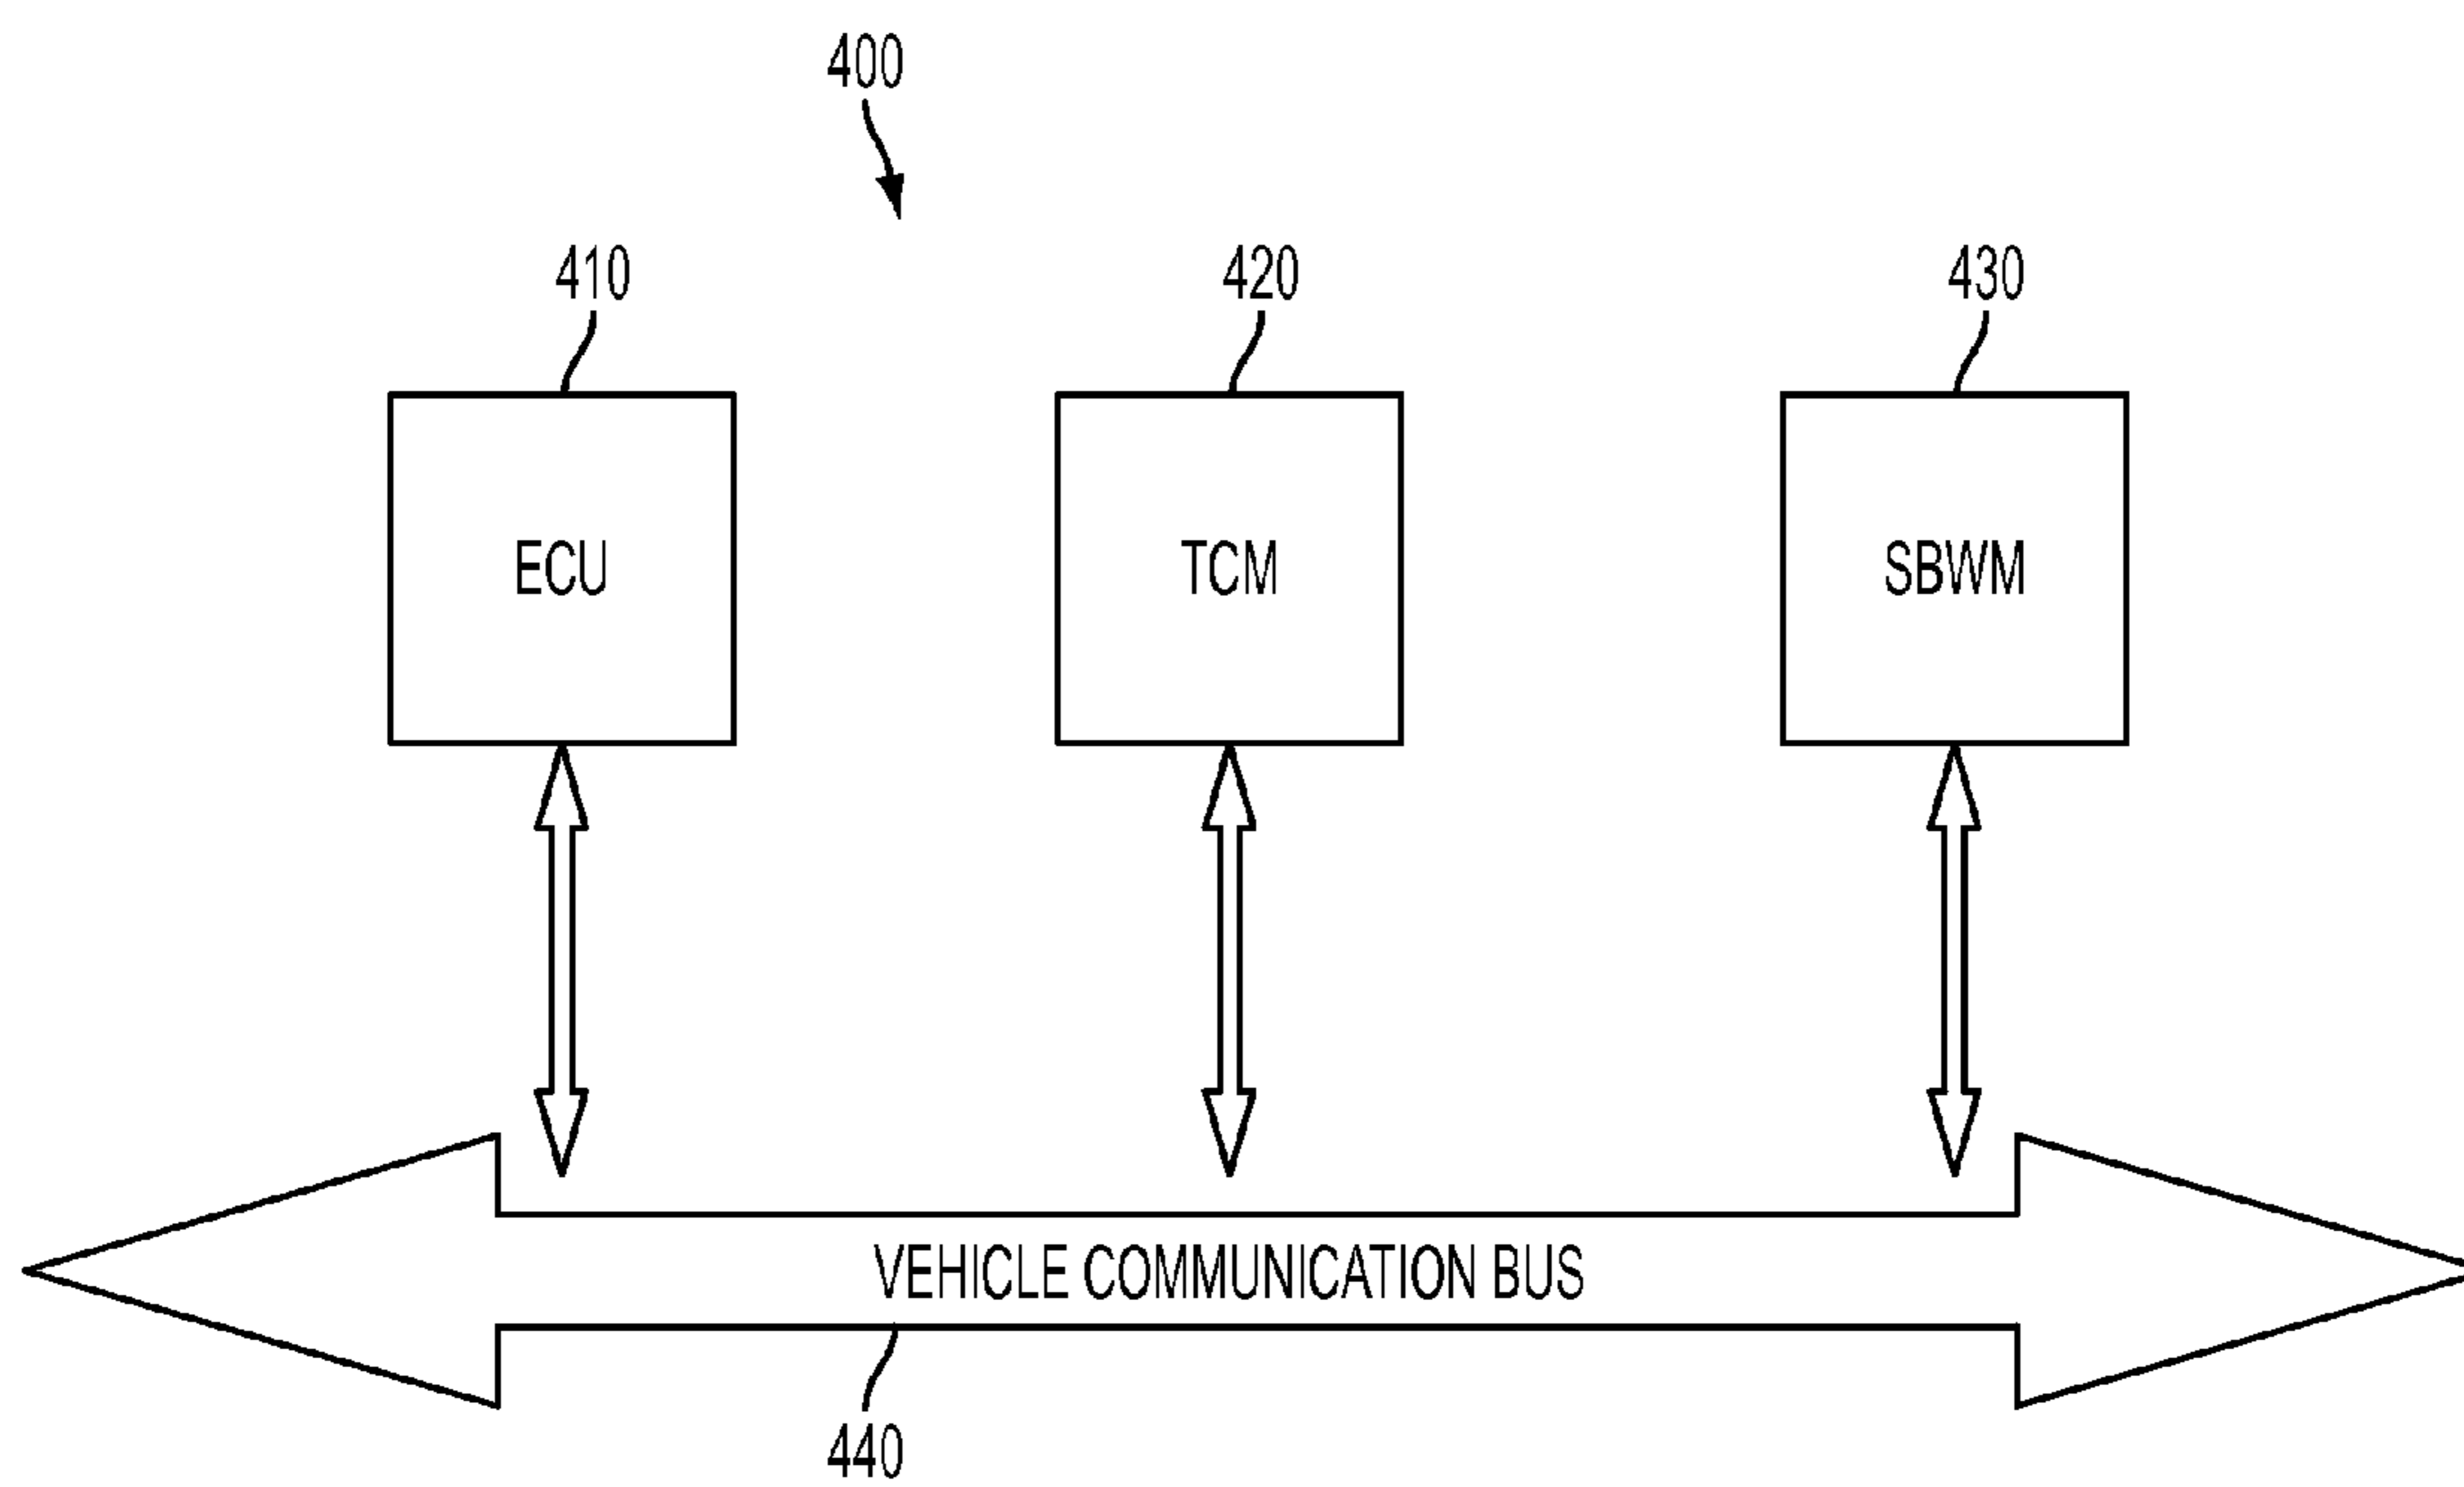 400
410
420
430
ECU
TCM
SBWM
VEHICLE COMMUNICATION BUS
440